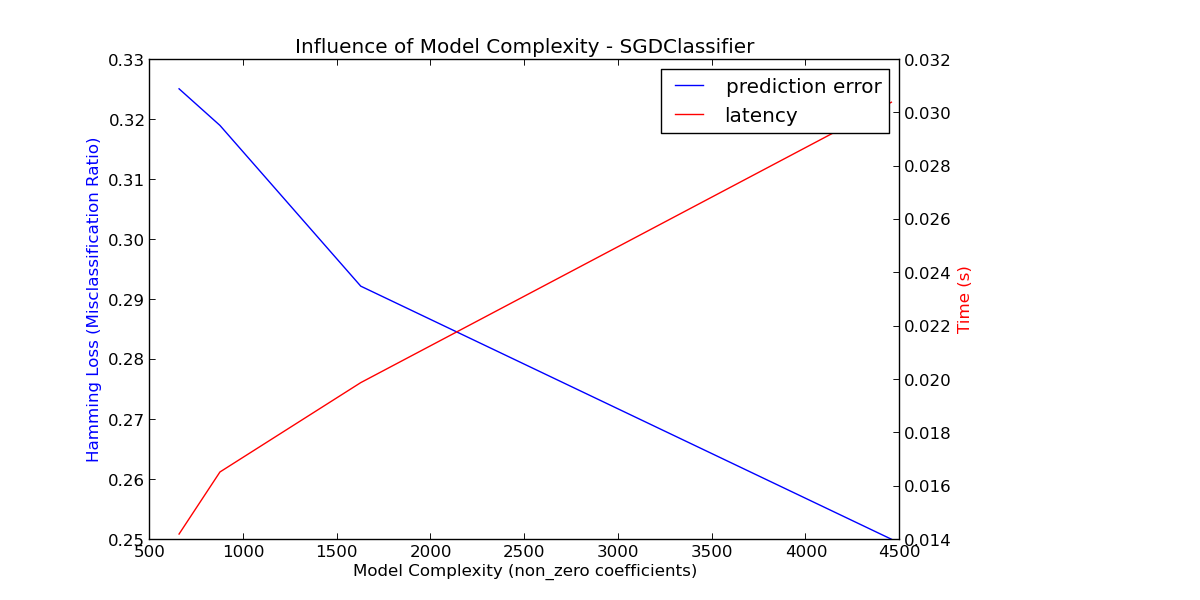 Influence of Model Complexity - SGDClassifier
prediction error
latency
Hamming Loss (Misclassification Ratio)
0.33
0.32
0.31
0.30
0.29
0.28
0.27
0.26
0.25
0.032
0.030
0.028
0.026
0.024
0.022
0.020
0.018
0.016
0.014
Time (s)
500 1000 1500 2000 2500 3000 3500 4000 4500
Model Complexity (non_zero coefficients)